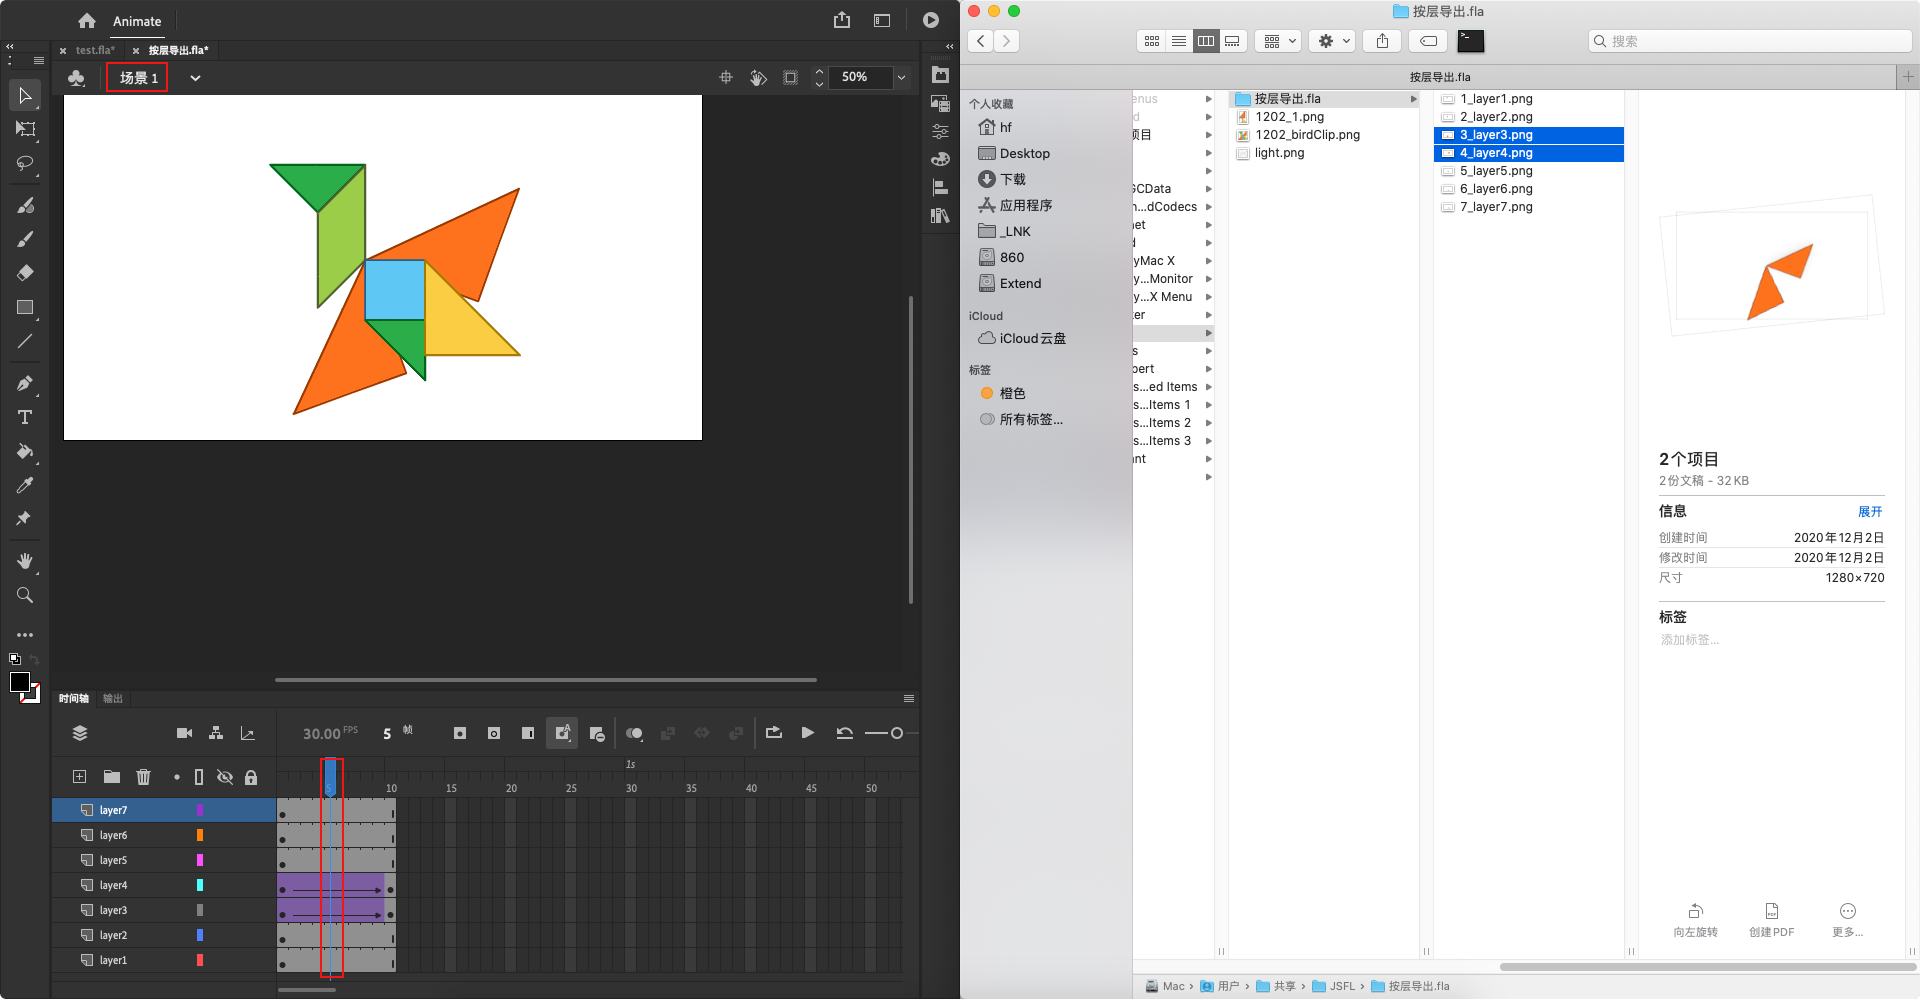 Animate
test.fla*
按层导出.fla*
场景 1
50%
时间轴
输出
30.00 FPS
5 帧
1s
5 10 15 20 25 30 35 40 45 50
layer7
layer6
layer5
layer4
layer3
layer2
layer1
按层导出.fla
搜索
按层导出.fla
个人收藏
hf
Desktop
下载
应用程序
_LNK
860
Extend
iCloud
iCloud云盘
标签
橙色
所有标签...
enus
d
项目
GCData
n...dCodecs
net
d
yMac X
y...Monitor
y...X Menu
ter
s
pert
s...ed Items
s...Items 1
s...Items 2
s...Items 3
ant
按层导出.fla
1202_1.png
1202_birdClip.png
light.png
1_layer1.png
2_layer2.png
3_layer3.png
4_layer4.png
5_layer5.png
6_layer6.png
7_layer7.png
2个项目
2份文稿 - 32 KB
信息
展开
创建时间 2020年12月2日
修改时间 2020年12月2日
尺寸 1280×720
标签
添加标签...
向左旋转
创建PDF
更多...
Mac › 用户 › 共享 › JSFL › 按层导出.fla